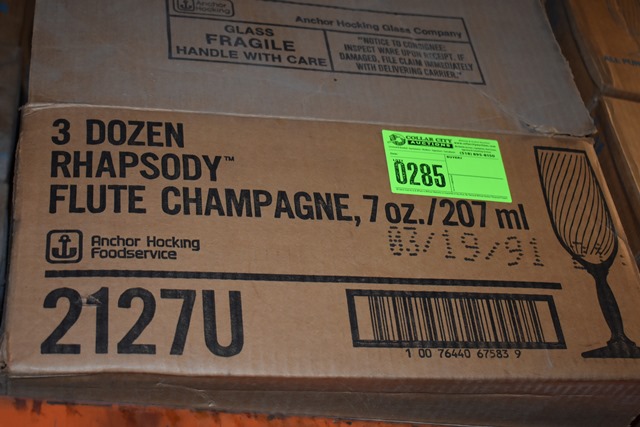 Anchor
Hocking
Anchor Hocking Glass Company
GLASS
FRAGILE
HANDLE WITH CARE
"NOTICE TO CONSIGNEE:
INSPECT WARE UPON RECEIPT. IF
DAMAGED, FILE CLAIM IMMEDIATELY
WITH DELIVERING CARRIER."
3 DOZEN
RHAPSODY™
FLUTE CHAMPAGNE, 7 oz./207 ml
COLLAR CITY
AUCTIONS
0285
03/19/91
Anchor Hocking
Foodservice
2127U
1 00 76440 67583 9